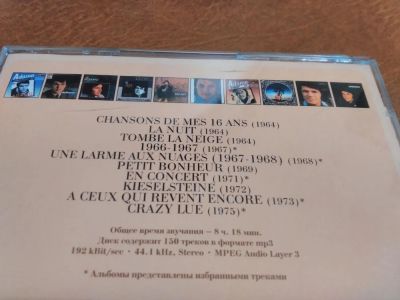 Adamo
CHANSONS DE MES 16 ANS (1964)
LA NUIT (1964)
TOMBE LA NEIGE (1964)
1966-1967 (1967)*
UNE LARME AUX NUAGES (1967-1968) (1968)*
PETIT BONHEUR (1969)
EN CONCERT (1971)*
KIESELSTEINE (1972)
A CEUX QUI REVENT ENCORE (1973)*
CRAZY LUE (1975)*
Общее время звучания – 8 ч. 18 мин.
Диск содержит 150 треков в формате mp3
192 kBit/sec • 44.1 kHz, Stereo • MPEG Audio Layer 3
* Альбомы представлены избранными треками